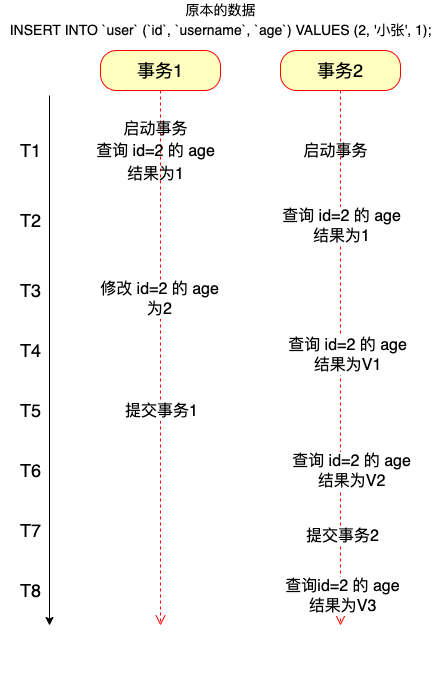 原本的数据
INSERT INTO `user` (`id`, `username`, `age`) VALUES (2, '小张', 1);
事务1
事务2
T1
启动事务
查询 id=2 的 age
结果为1
启动事务
T2
查询 id=2 的 age
结果为1
T3
修改 id=2 的 age
为2
T4
查询 id=2 的 age
结果为V1
T5
提交事务1
T6
查询 id=2 的 age
结果为V2
T7
提交事务2
T8
查询id=2 的 age
结果为V3